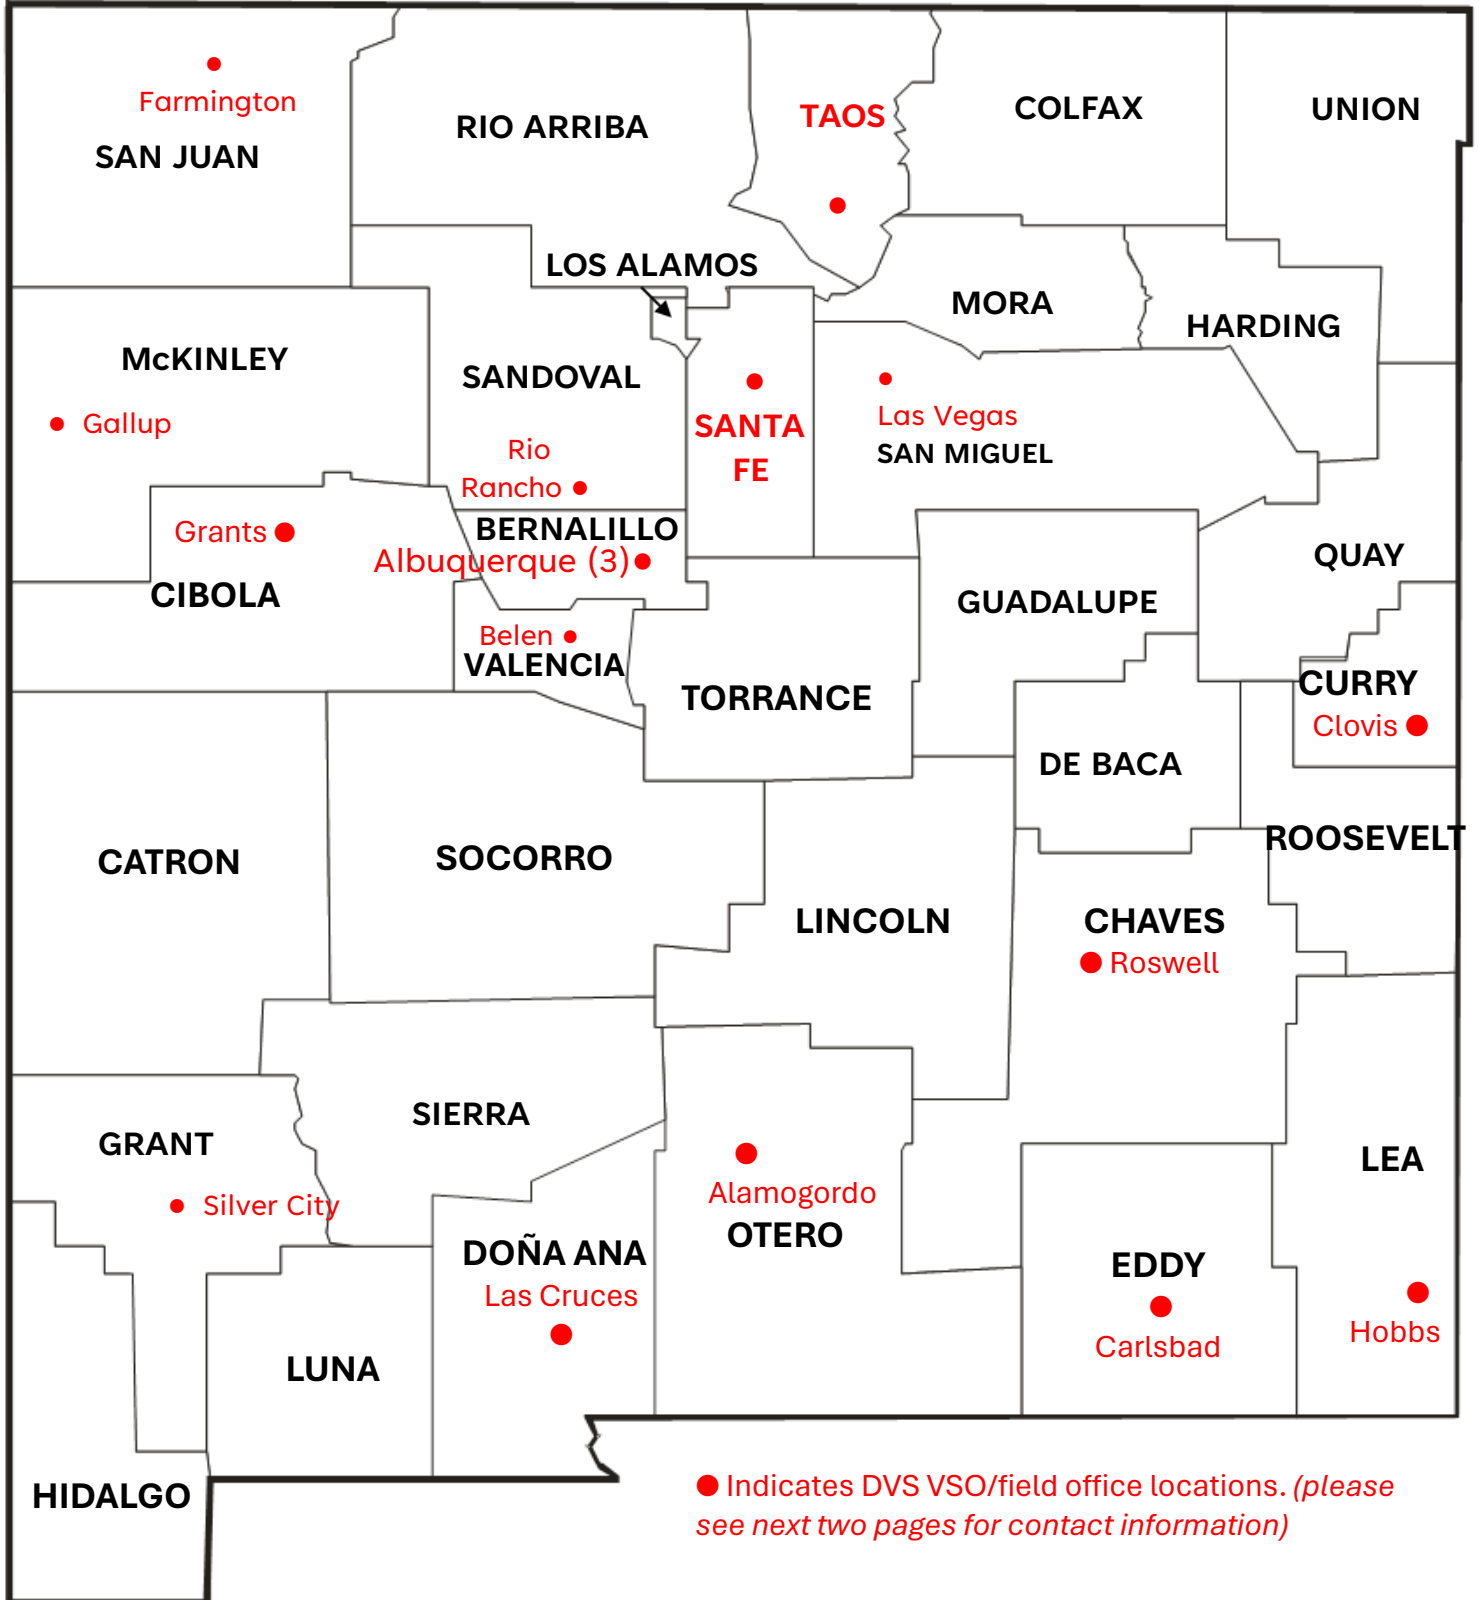 Farmington
SAN JUAN
RIO ARRIBA
TAOS
COLFAX
UNION
LOS ALAMOS
MORA
HARDING
McKINLEY
Gallup
SANDOVAL
Rio
Rancho
SANTA
FE
Las Vegas
SAN MIGUEL
Grants
CIBOLA
BERNALILLO
Albuquerque (3)
Belen
VALENCIA
TORRANCE
GUADALUPE
QUAY
CURRY
Clovis
DE BACA
ROOSEVELT
CATRON
SOCORRO
LINCOLN
CHAVES
Roswell
SIERRA
GRANT
Silver City
DOÑA ANA
Las Cruces
Alamogordo
OTERO
LEA
EDDY
Carlsbad
Hobbs
LUNA
HIDALGO
Indicates DVS VSO/field office locations. (please
see next two pages for contact information)